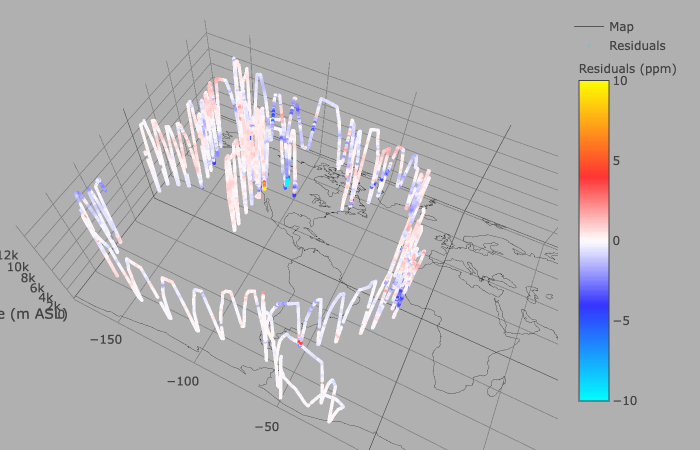 Map
Residuals
Residuals (ppm)
10
5
0
−5
−10
12k
10k
8k
6k
4k
2k
e (m ASL)
−150
−100
−50